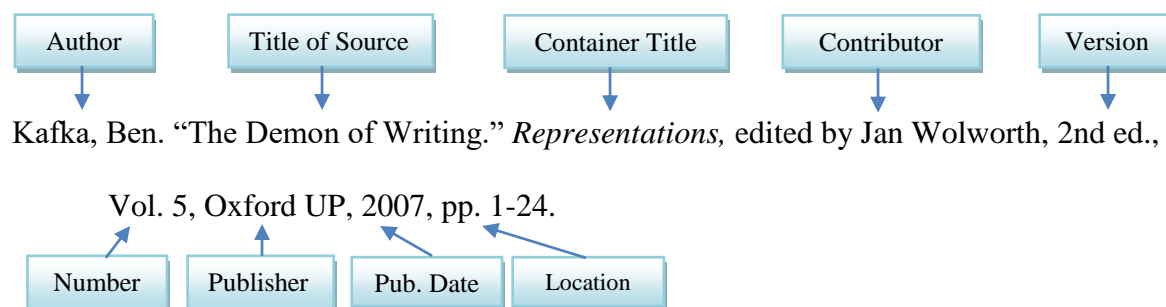 Author Title of Source Container Title Contributor Version
Kafka, Ben. “The Demon of Writing.” Representations, edited by Jan Wolworth, 2nd ed.,
Vol. 5, Oxford UP, 2007, pp. 1-24.
Number Publisher Pub. Date Location